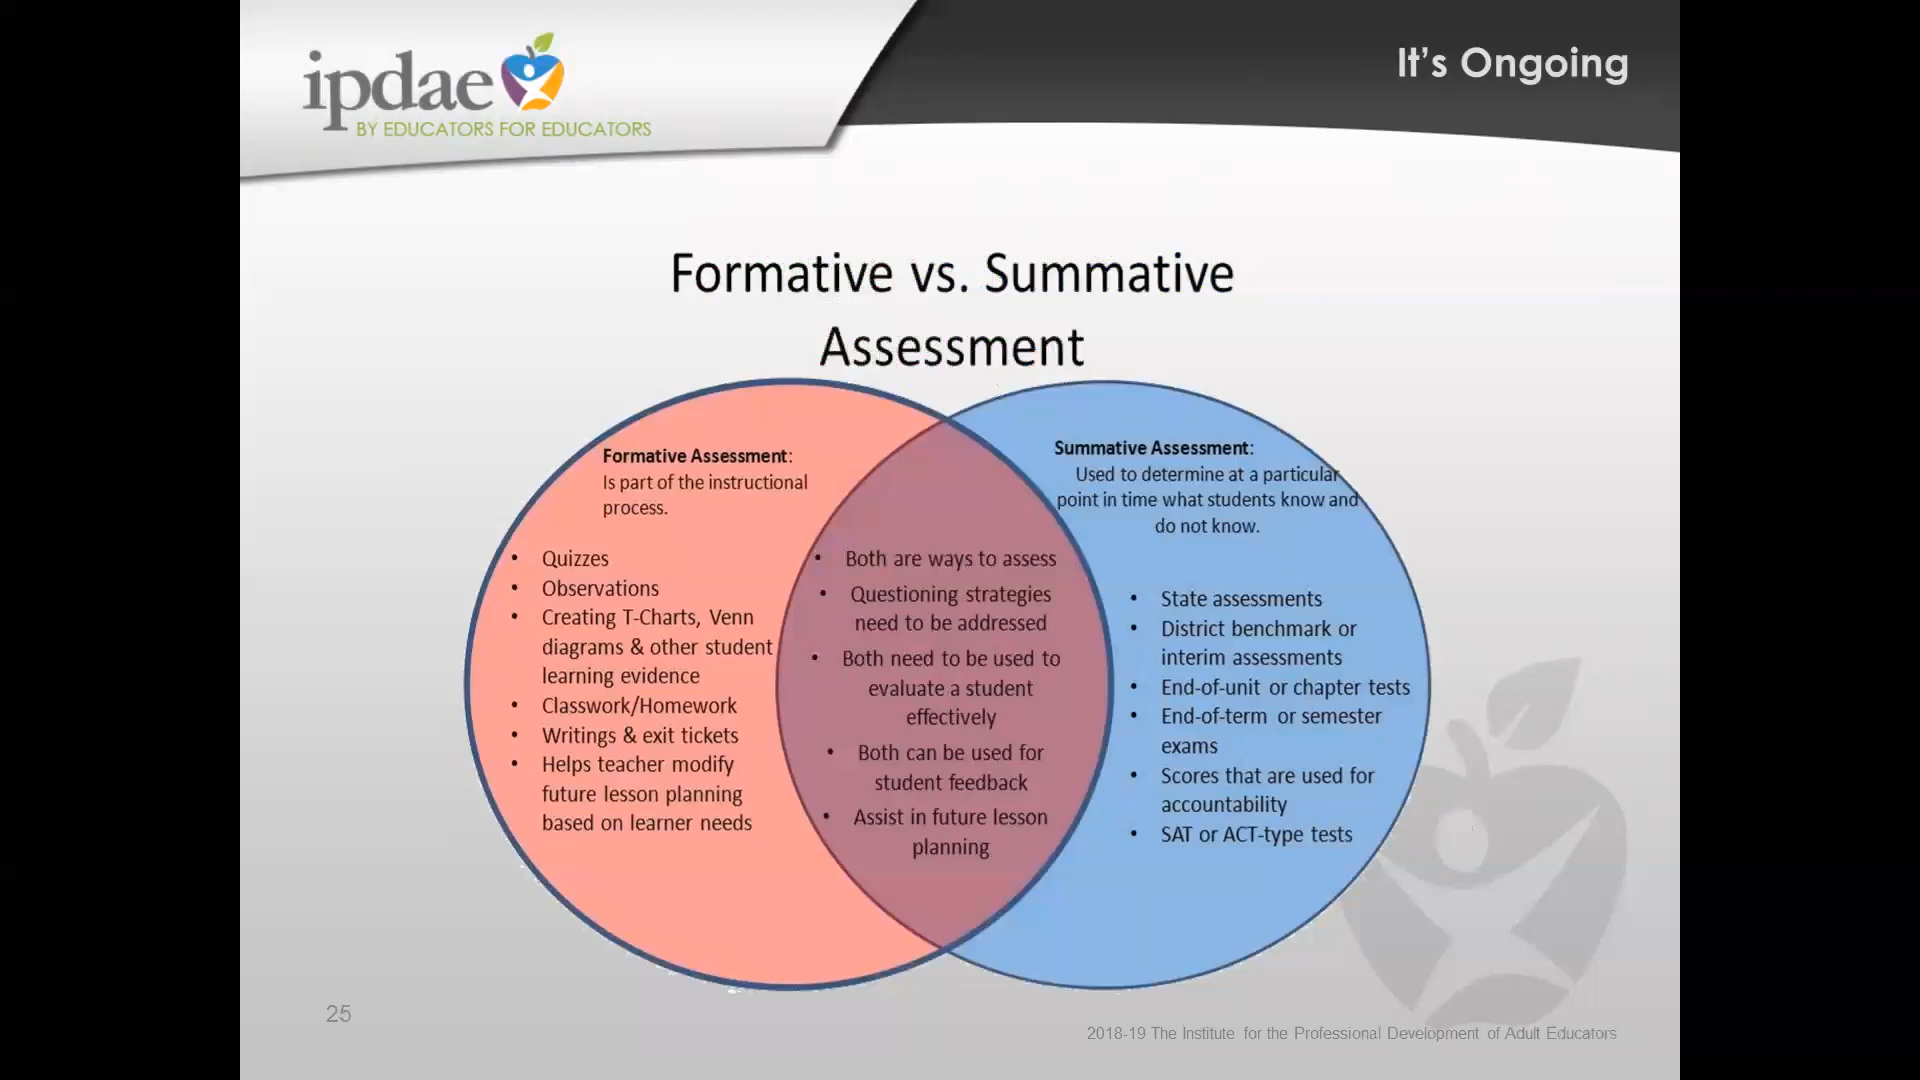 ipdae
BY EDUCATORS FOR EDUCATORS
It’s Ongoing
Formative vs. Summative
Assessment
Formative Assessment:
Is part of the instructional
process.
• Quizzes
• Observations
• Creating T-Charts, Venn
diagrams & other student
learning evidence
• Classwork/Homework
• Writings & exit tickets
• Helps teacher modify
future lesson planning
based on learner needs
• Both are ways to assess
• Questioning strategies
need to be addressed
• Both need to be used to
evaluate a student
effectively
• Both can be used for
student feedback
• Assist in future lesson
planning
Summative Assessment:
Used to determine at a particular
point in time what students know and
do not know.
• State assessments
• District benchmark or
interim assessments
• End-of-unit or chapter tests
• End-of-term or semester
exams
• Scores that are used for
accountability
• SAT or ACT-type tests
25
2018-19 The Institute for the Professional Development of Adult Educators